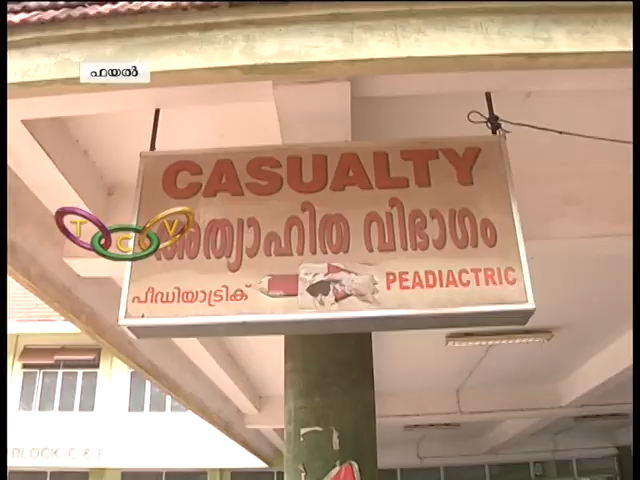 ഫയൽ
CASUALTY
TCV
അത്യാഹിത വിഭാഗം
പീഡിയാട്രിക്
PEADIACTRIC
BLOCK-C & F